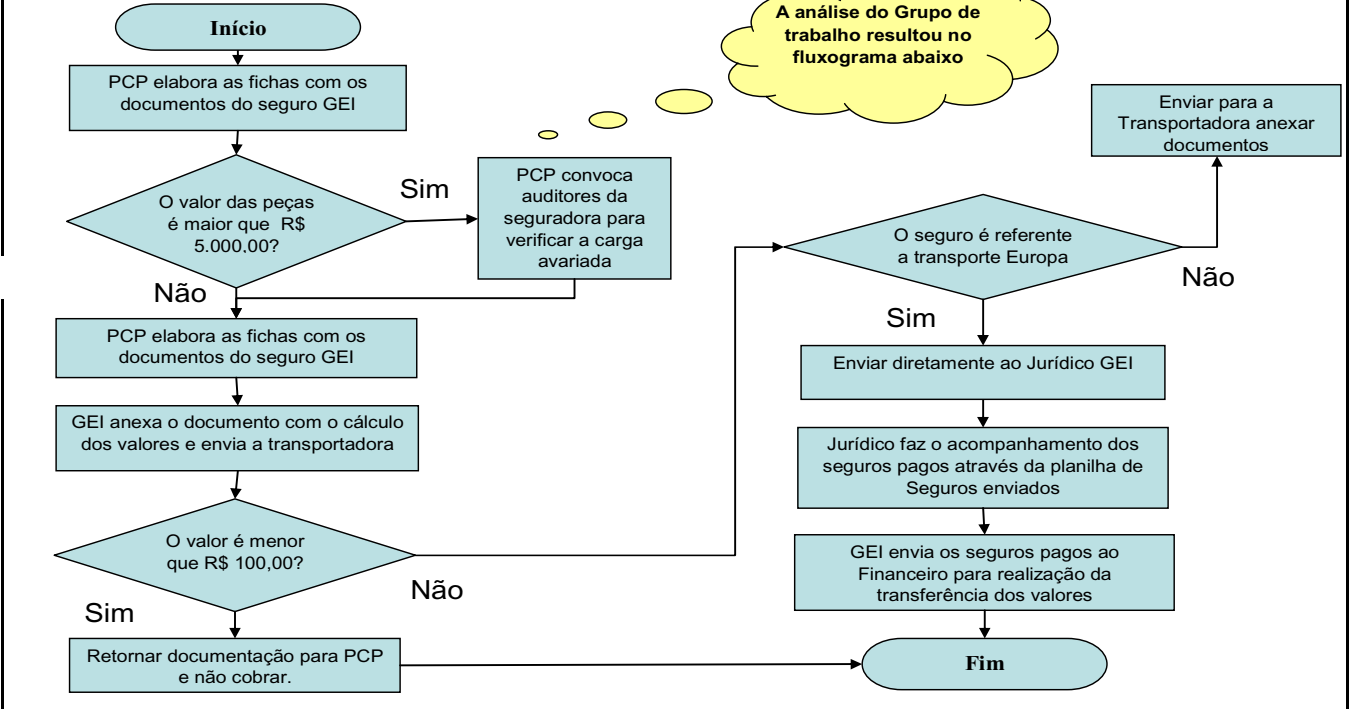 Início
A análise do Grupo de
trabalho resultou no
fluxograma abaixo
PCP elabora as fichas com os
documentos do seguro GEI
Enviar para a
Transportadora anexar
documentos
O valor das peças
é maior que R$
5.000,00?
Sim
PCP convoca
auditores da
seguradora para
verificar a carga
avariada
O seguro é referente
a transporte Europa
Não
Não
Sim
PCP elabora as fichas com os
documentos do seguro GEI
Enviar diretamente ao Jurídico GEI
GEI anexa o documento com o cálculo
dos valores e envia a transportadora
Jurídico faz o acompanhamento dos
seguros pagos através da planilha de
Seguros enviados
O valor é menor
que R$ 100,00?
Não
Sim
GEI envia os seguros pagos ao
Financeiro para realização da
transferência dos valores
Retornar documentação para PCP
e não cobrar.
Fim